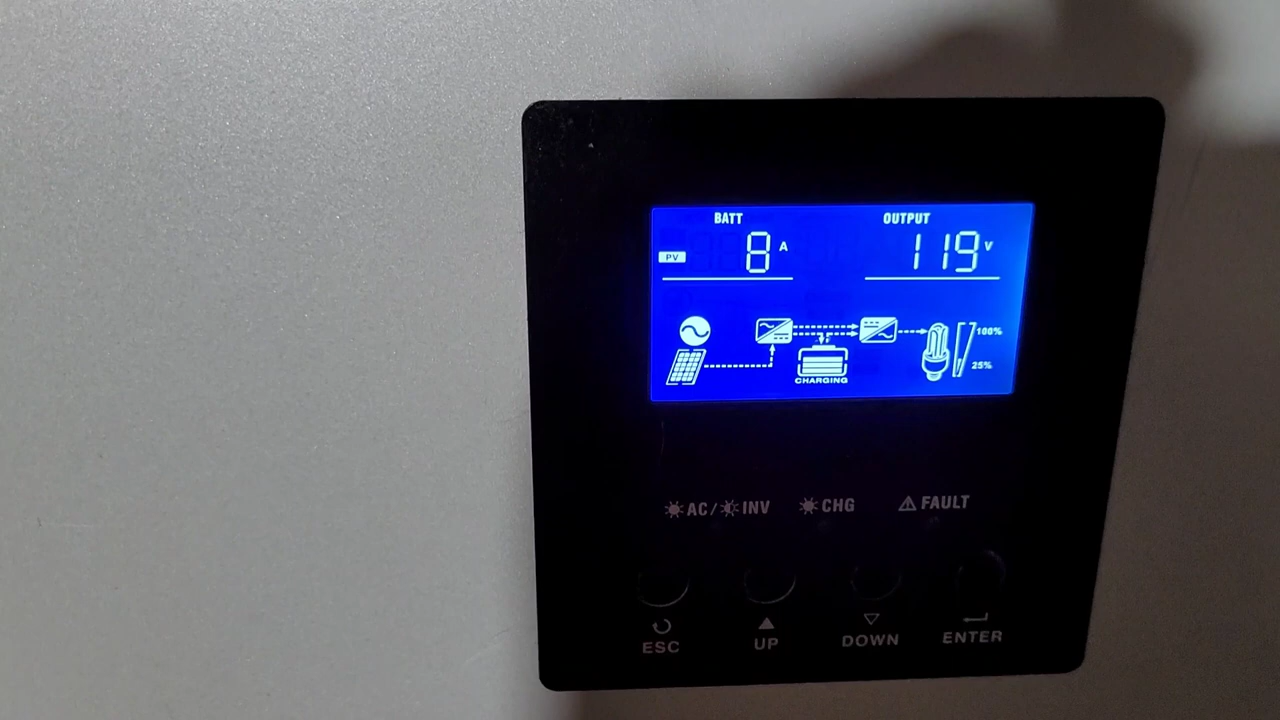 BATT OUTPUT
PV 8 A 119 V
100%
25%
CHARGING
AC/ INV CHG FAULT
ESC UP DOWN ENTER